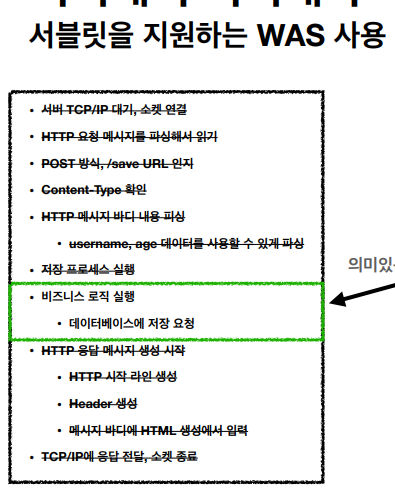 서블릿을 지원하는 WAS 사용
• 서버 TCP/IP 대기, 소켓 연결
• HTTP 요청 메시지를 파싱해서 읽기
• POST 방식, /save URL 인지
• Content-Type 확인
• HTTP 메시지 바디 내용 파싱
• username, age 데이터를 사용할 수 있게 파싱
• 저장 프로세스 실행
• 비즈니스 로직 실행
• 데이터베이스에 저장 요청
• HTTP 응답 메시지 생성 시작
• HTTP 시작 라인 생성
• Header 생성
• 메시지 바디에 HTML 생성에서 입력
• TCP/IP에 응답 전달, 소켓 종료
의미있